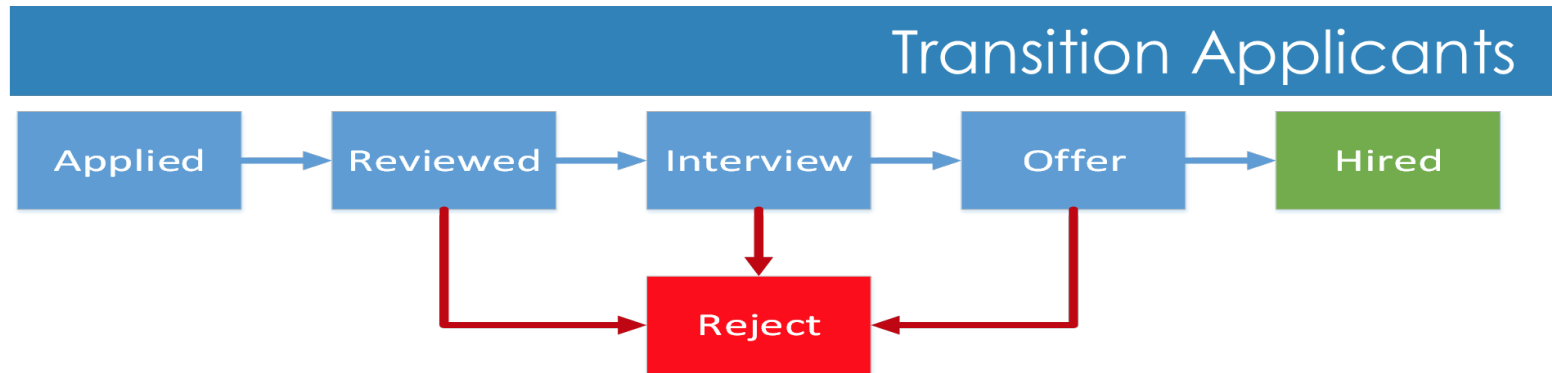 Transition Applicants
Applied
Reviewed
Interview
Offer
Hired
Reject